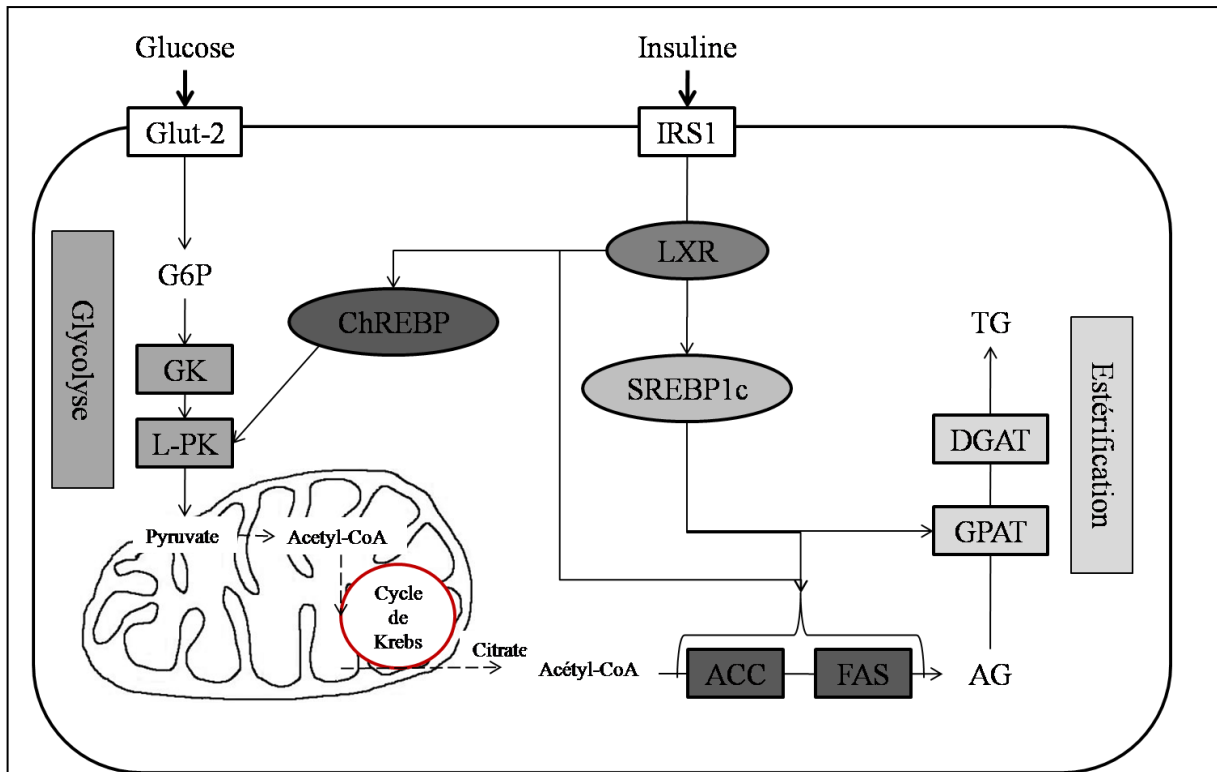 Glucose
Insuline
Glut-2
IRS1
LXR
G6P
ChREBP
TG
Glycolyse
GK
SREBP1c
Estérification
L-PK
DGAT
Pyruvate
Acetyl-CoA
GPAT
Cycle
de
Krebs
Citrate
Acétyl-CoA
ACC
FAS
AG